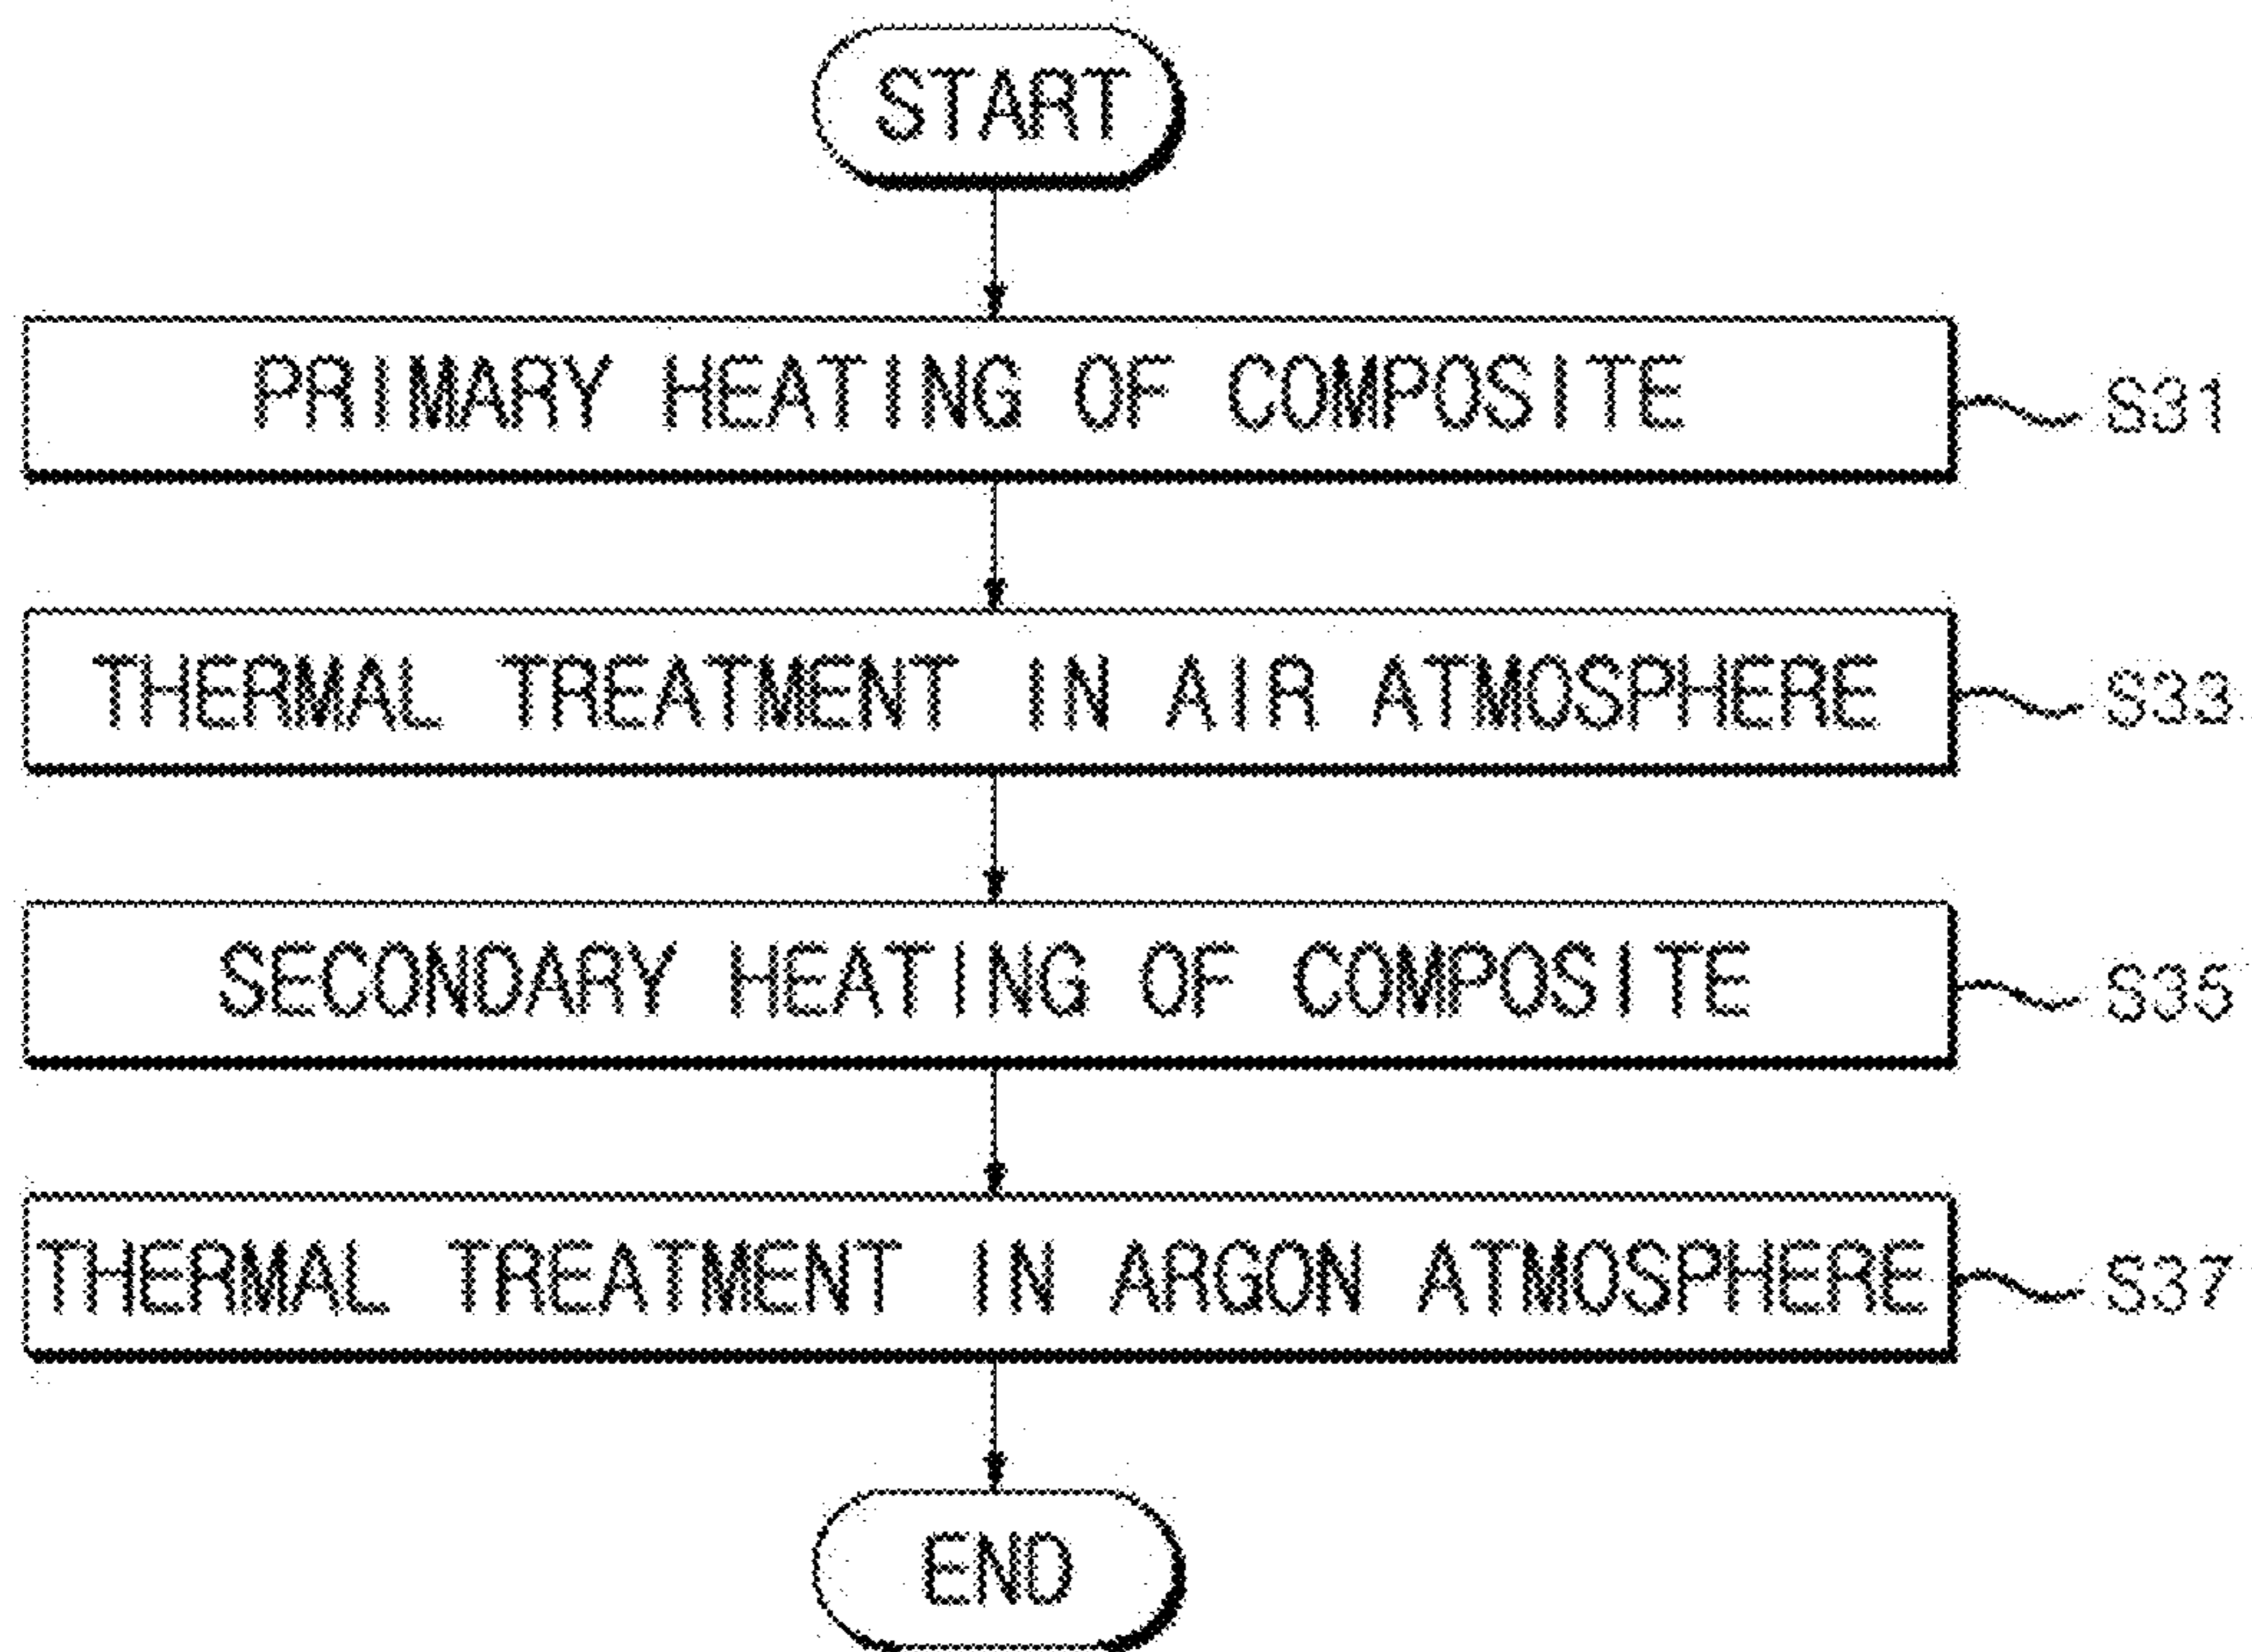 START
PRIMARY HEATING OF COMPOSITE
S31
THERMAL TREATMENT IN AIR ATMOSPHERE
S33
SECONDARY HEATING OF COMPOSITE
S35
THERMAL TREATMENT IN ARGON ATMOSPHERE
S37
END